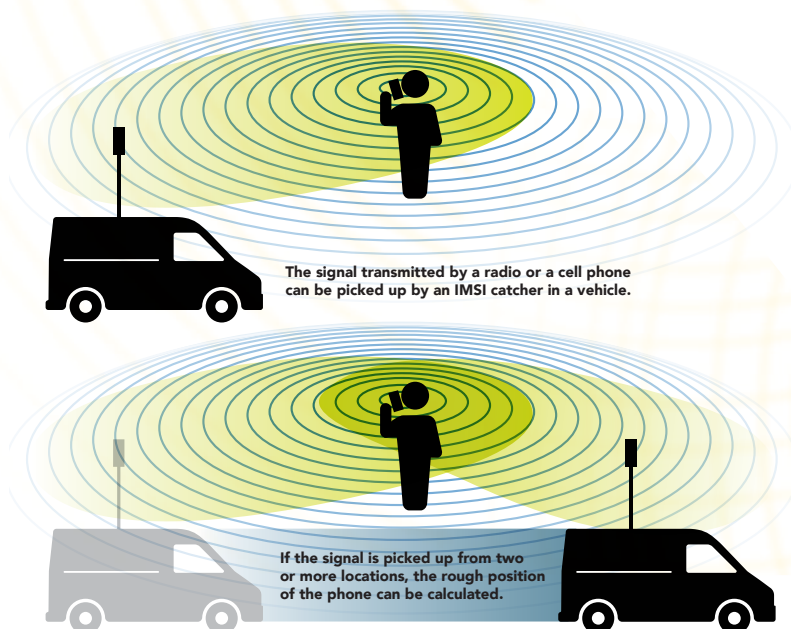 The signal transmitted by a radio or a cell phone
can be picked up by an IMSI catcher in a vehicle.
If the signal is picked up from two
or more locations, the rough position
of the phone can be calculated.